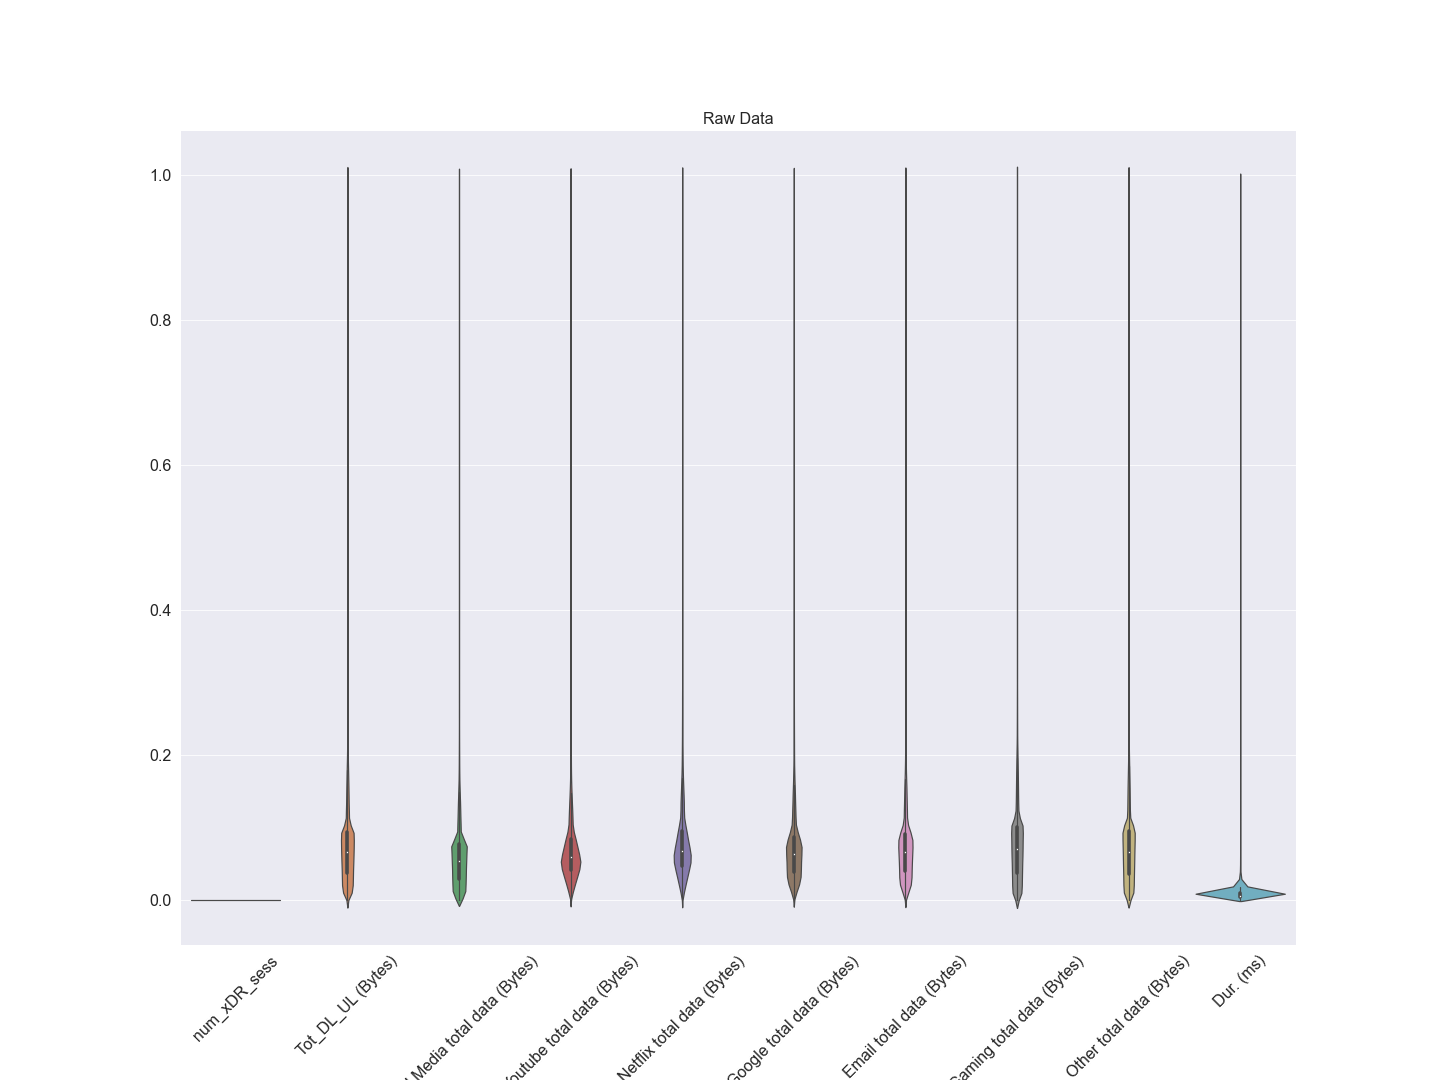 Raw Data
1.0
0.8
0.6
0.4
0.2
0.0
num_xDR_sess
Tot_DL_UL (Bytes)
Media total data (Bytes)
Youtube total data (Bytes)
Netflix total data (Bytes)
Google total data (Bytes)
Email total data (Bytes)
Gaming total data (Bytes)
Other total data (Bytes)
Dur. (ms)